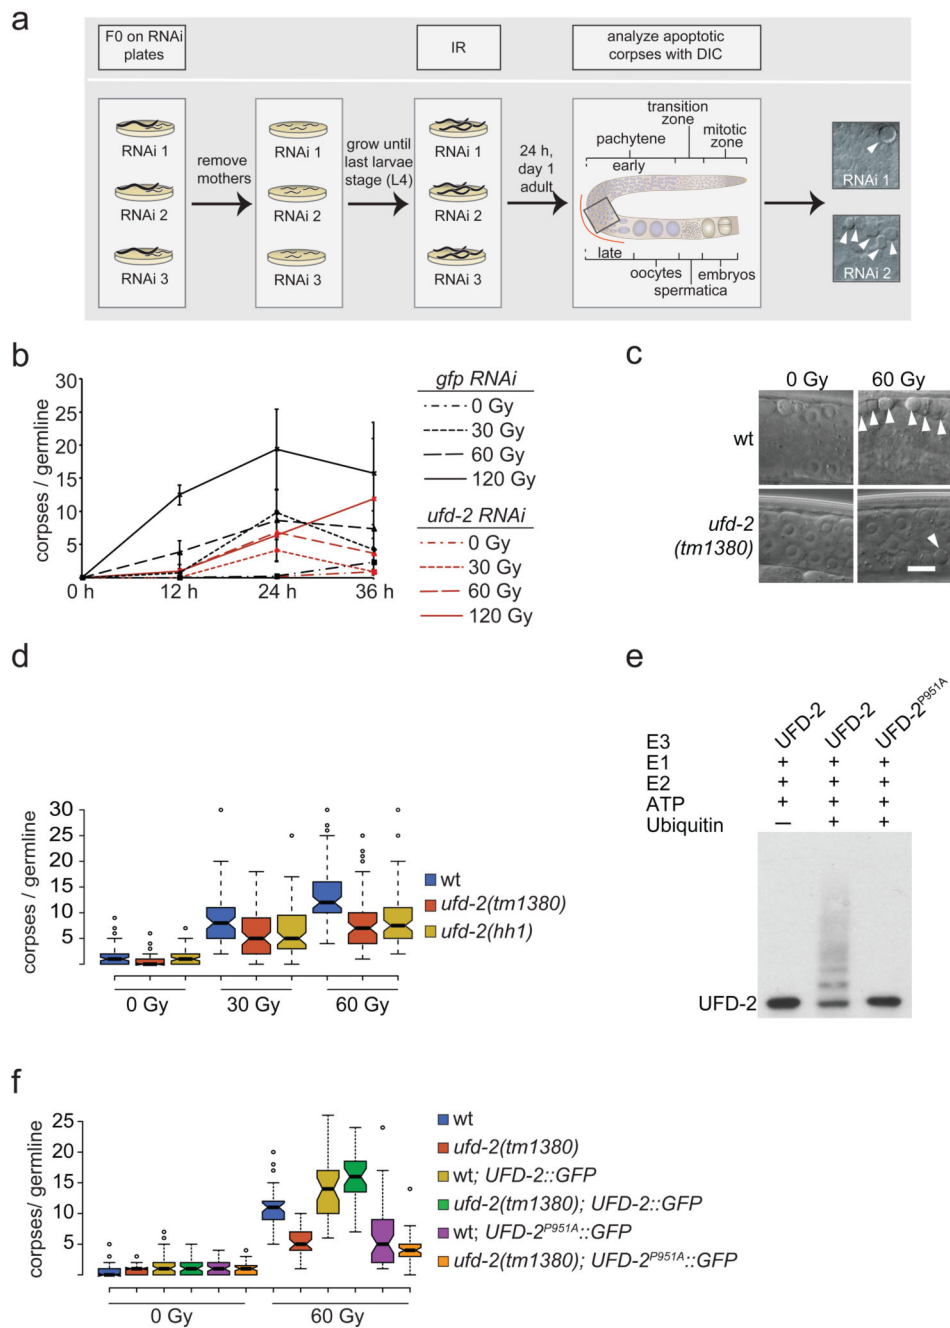 a
F0 on RNAi
plates
IR
analyze apoptotic
corpses with DIC
RNAi 1
RNAi 2
RNAi 3
remove
mothers
RNAi 1
RNAi 2
RNAi 3
grow until
last larvae
stage (L4)
RNAi 1
RNAi 2
RNAi 3
24 h,
day 1
adult
transition
zone
pachytene
mitotic
zone
early
late
oocytes
embryos
spermatica
RNAi 1
RNAi 2
b
corpses / germline
30
25
20
15
10
5
0 h
12 h
24 h
36 h
gfp RNAi
0 Gy
30 Gy
60 Gy
120 Gy
ufd-2 RNAi
0 Gy
30 Gy
60 Gy
120 Gy
c
0 Gy
60 Gy
wt
ufd-2
(tm1380)
d
corpses / germline
30
20
15
10
5
0 Gy
30 Gy
60 Gy
wt
ufd-2(tm1380)
ufd-2(hh1)
e
E3 UFD-2 UFD-2 UFD-2P951A
E1 + + +
E2 + + +
ATP + + +
Ubiquitin – + +
UFD-2
f
corpses/ germline
25
20
15
10
5
0 Gy
60 Gy
wt
ufd-2(tm1380)
wt; UFD-2::GFP
ufd-2(tm1380); UFD-2::GFP
wt; UFD-2P951A::GFP
ufd-2(tm1380); UFD-2P951A::GFP